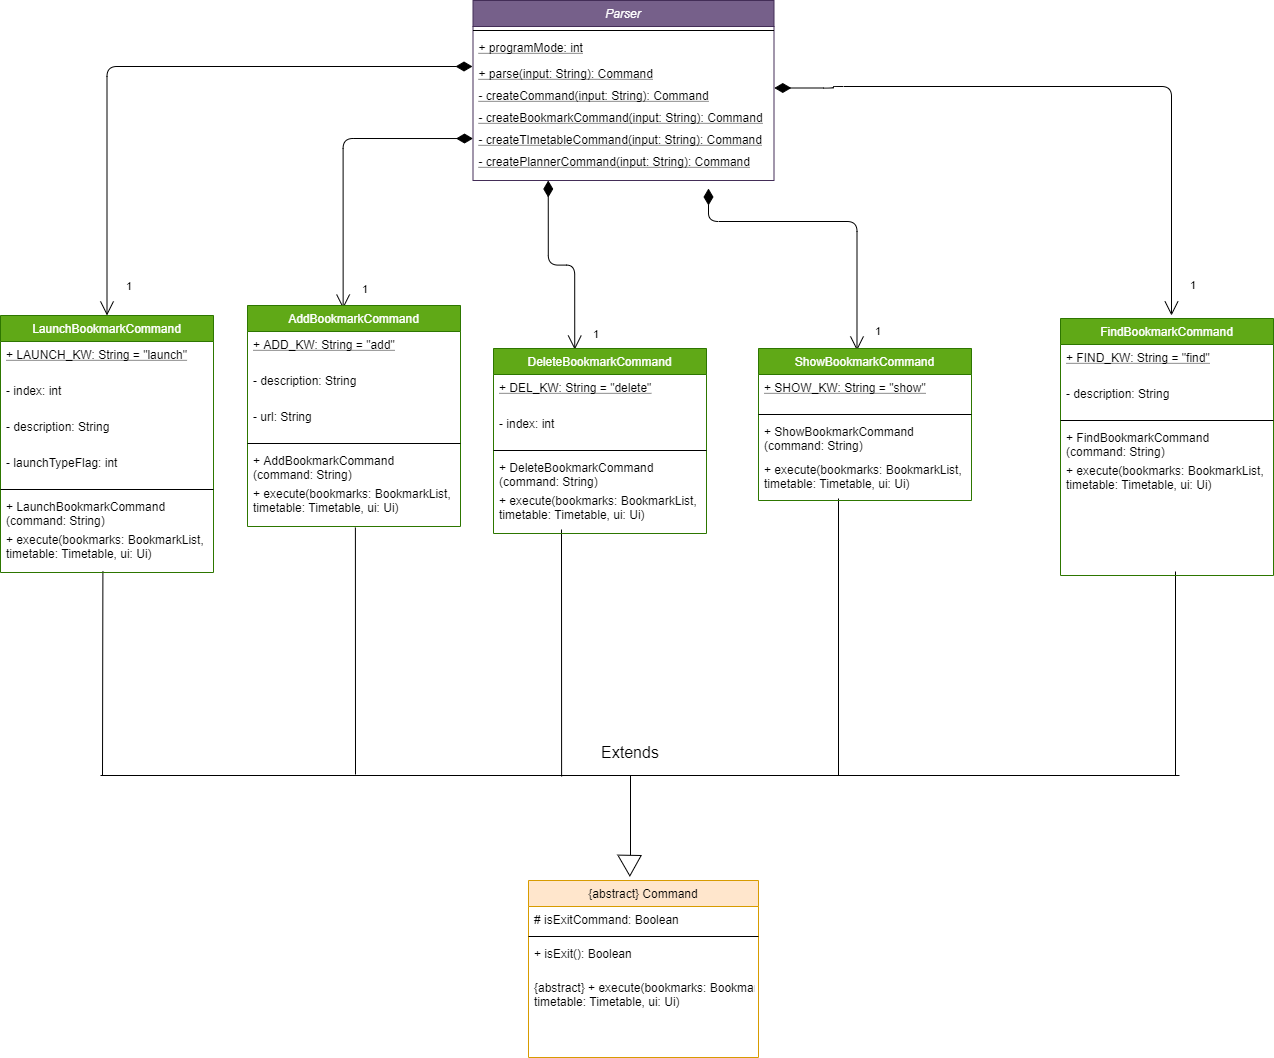 Parser
+ programMode: int
+ parse(input: String): Command
- createCommand(input: String): Command
- createBookmarkCommand(input: String): Command
- createTImetableCommand(input: String): Command
- createPlannerCommand(input: String): Command
1
1
1
1
1
LaunchBookmarkCommand
+ LAUNCH_KW: String = "launch"
- index: int
- description: String
- launchTypeFlag: int
+ LaunchBookmarkCommand
(command: String)
+ execute(bookmarks: BookmarkList,
timetable: Timetable, ui: Ui)
AddBookmarkCommand
+ ADD_KW: String = "add"
- description: String
- url: String
+ AddBookmarkCommand
(command: String)
+ execute(bookmarks: BookmarkList,
timetable: Timetable, ui: Ui)
DeleteBookmarkCommand
+ DEL_KW: String = "delete"
- index: int
+ DeleteBookmarkCommand
(command: String)
+ execute(bookmarks: BookmarkList,
timetable: Timetable, ui: Ui)
ShowBookmarkCommand
+ SHOW_KW: String = "show"
+ ShowBookmarkCommand
(command: String)
+ execute(bookmarks: BookmarkList,
timetable: Timetable, ui: Ui)
FindBookmarkCommand
+ FIND_KW: String = "find"
- description: String
+ FindBookmarkCommand
(command: String)
+ execute(bookmarks: BookmarkList,
timetable: Timetable, ui: Ui)
Extends
{abstract} Command
# isExitCommand: Boolean
+ isExit(): Boolean
{abstract} + execute(bookmarks: Bookma
timetable: Timetable, ui: Ui)